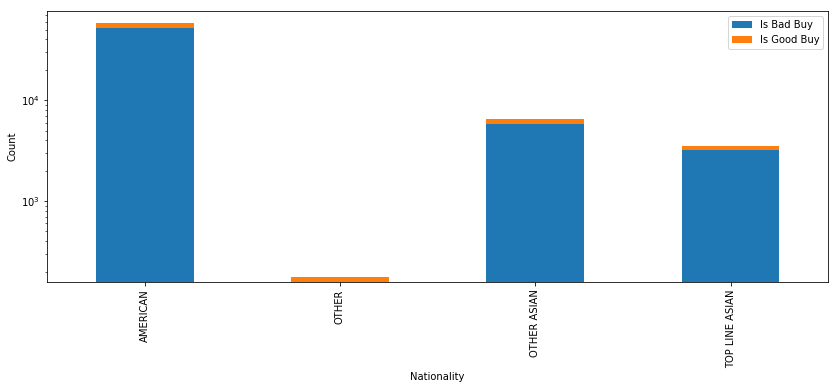 Is Bad Buy
Is Good Buy
10^4
10^3
Count
AMERICAN
OTHER
OTHER ASIAN
TOP LINE ASIAN
Nationality